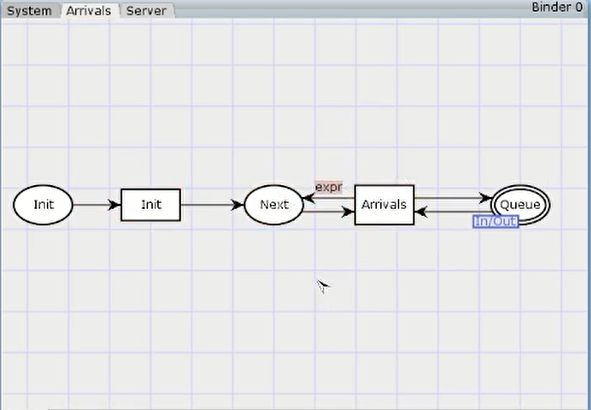 System Arrivals Server Binder 0
expr
Init Init Next Arrivals Queue
In/Out